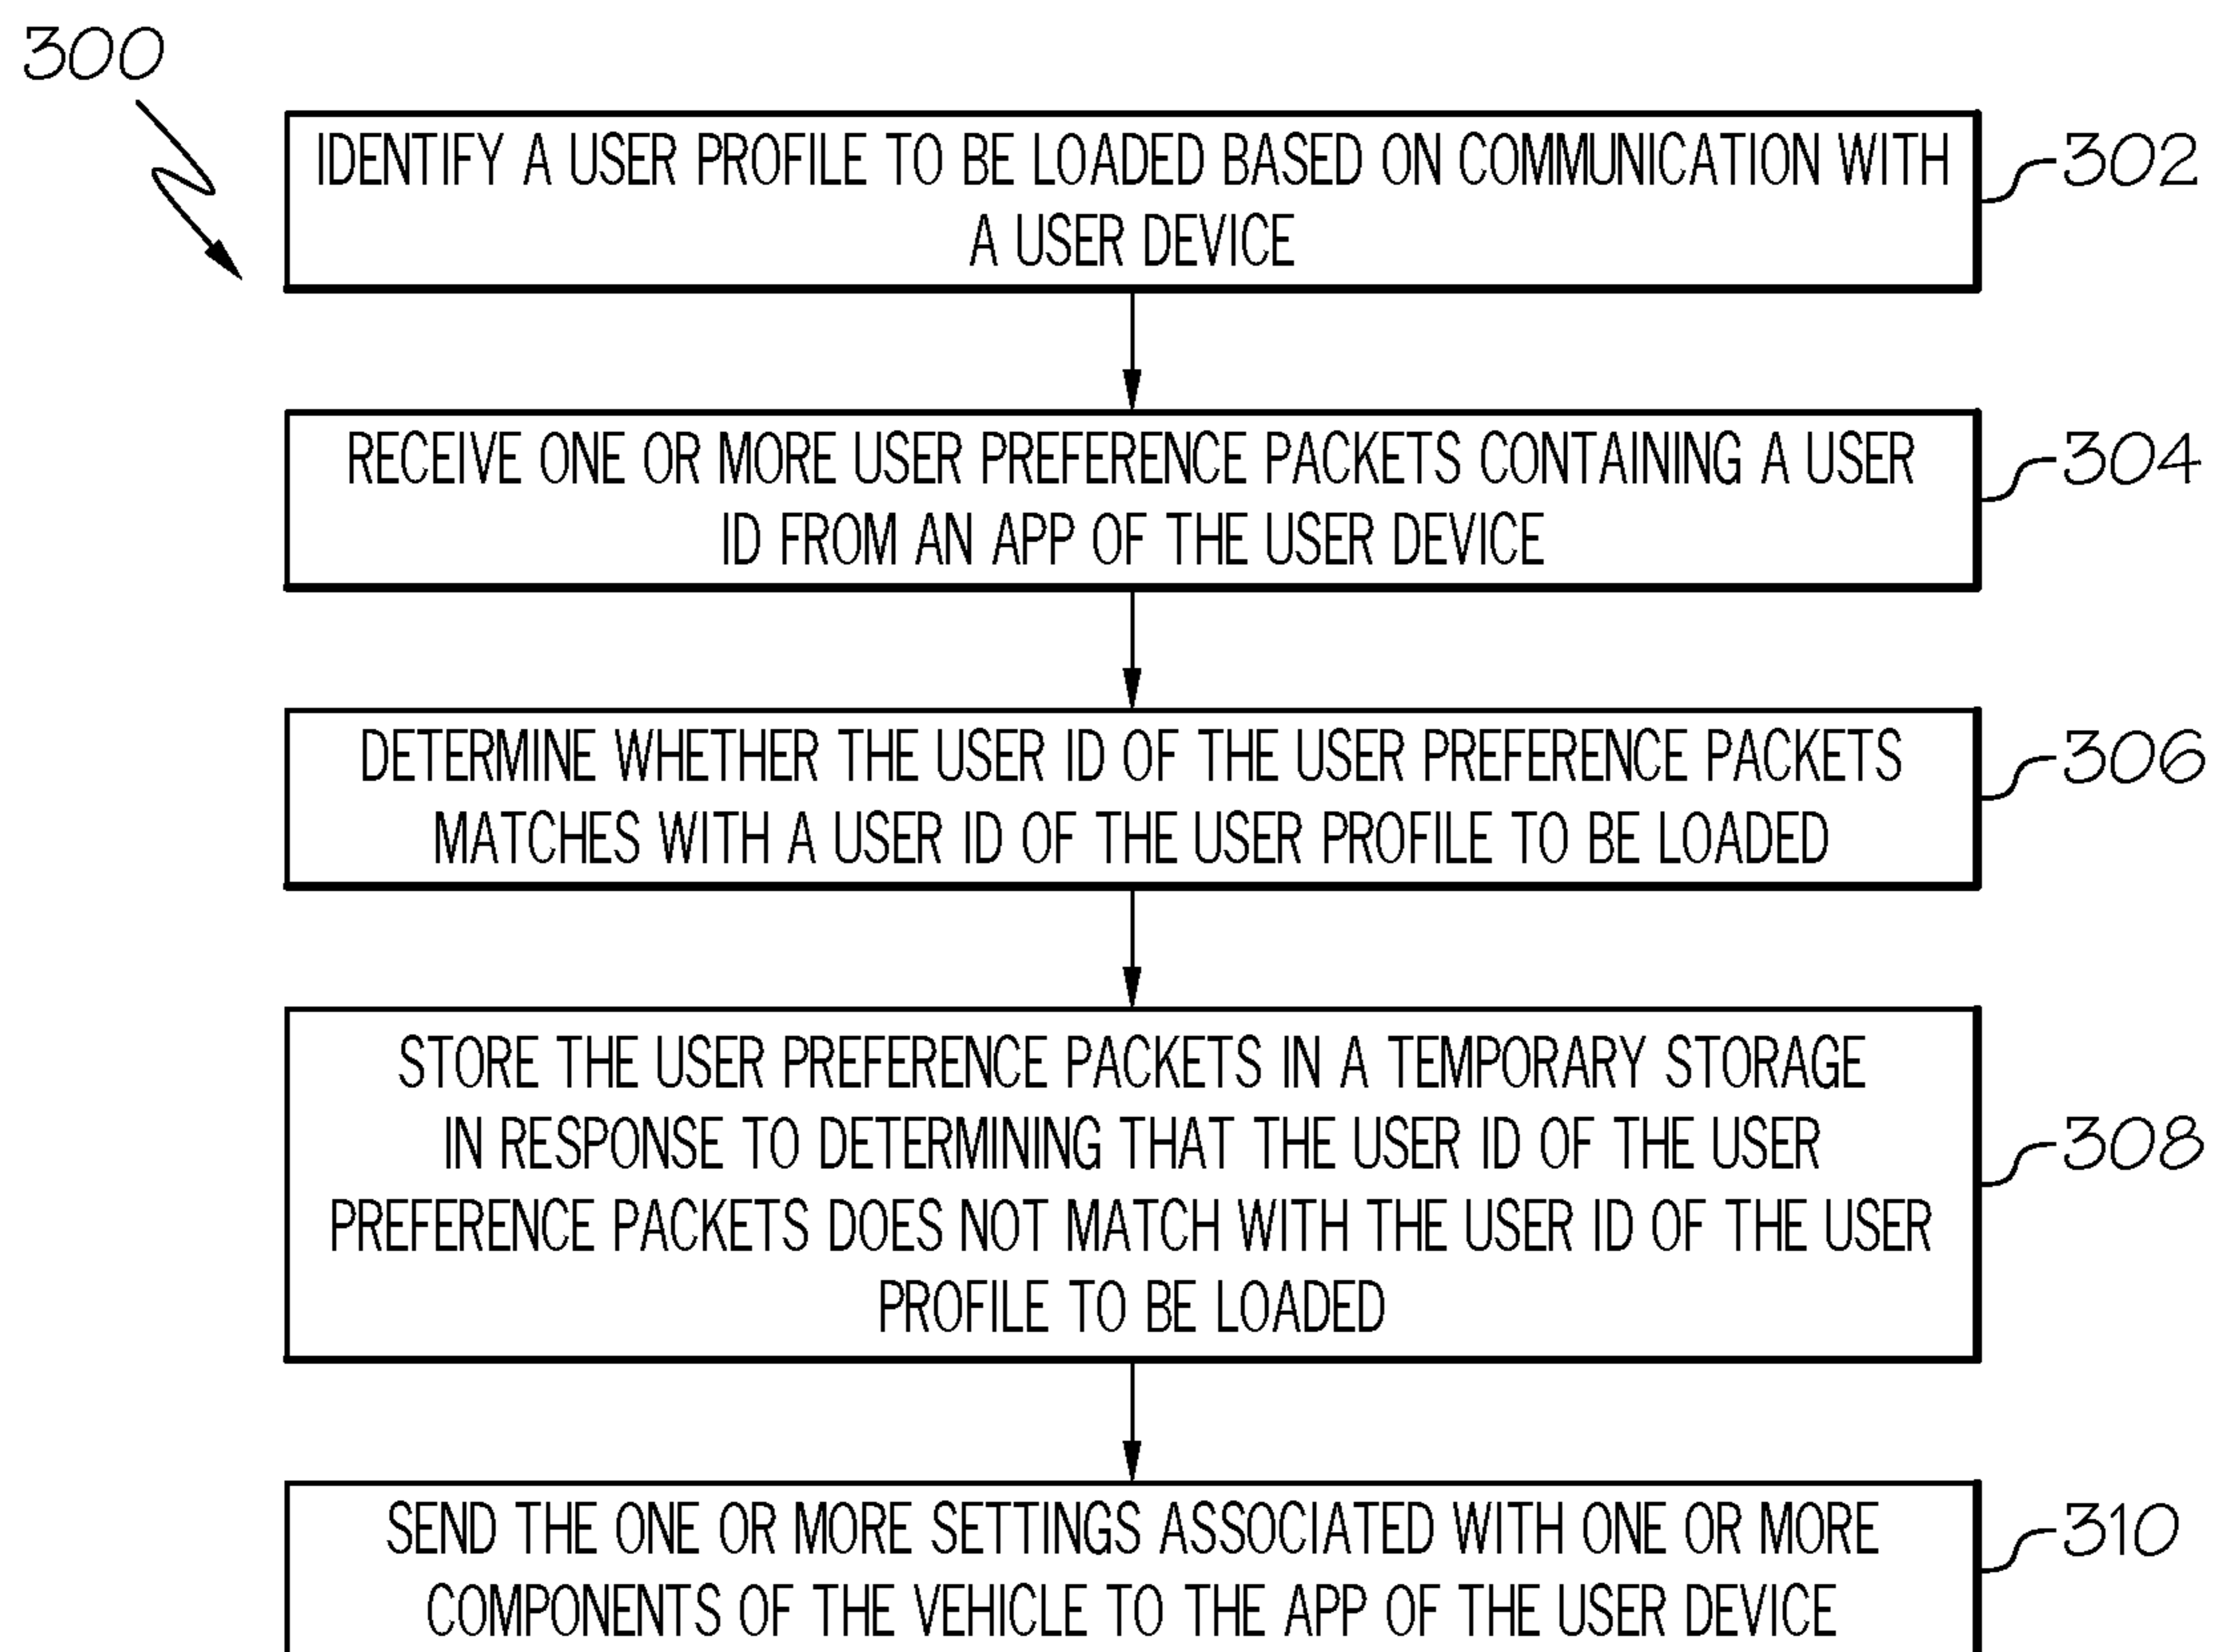 300
IDENTIFY A USER PROFILE TO BE LOADED BASED ON COMMUNICATION WITH
A USER DEVICE
302
RECEIVE ONE OR MORE USER PREFERENCE PACKETS CONTAINING A USER
ID FROM AN APP OF THE USER DEVICE
304
DETERMINE WHETHER THE USER ID OF THE USER PREFERENCE PACKETS
MATCHES WITH A USER ID OF THE USER PROFILE TO BE LOADED
306
STORE THE USER PREFERENCE PACKETS IN A TEMPORARY STORAGE
IN RESPONSE TO DETERMINING THAT THE USER ID OF THE USER
PREFERENCE PACKETS DOES NOT MATCH WITH THE USER ID OF THE USER
PROFILE TO BE LOADED
308
SEND THE ONE OR MORE SETTINGS ASSOCIATED WITH ONE OR MORE
COMPONENTS OF THE VEHICLE TO THE APP OF THE USER DEVICE
310